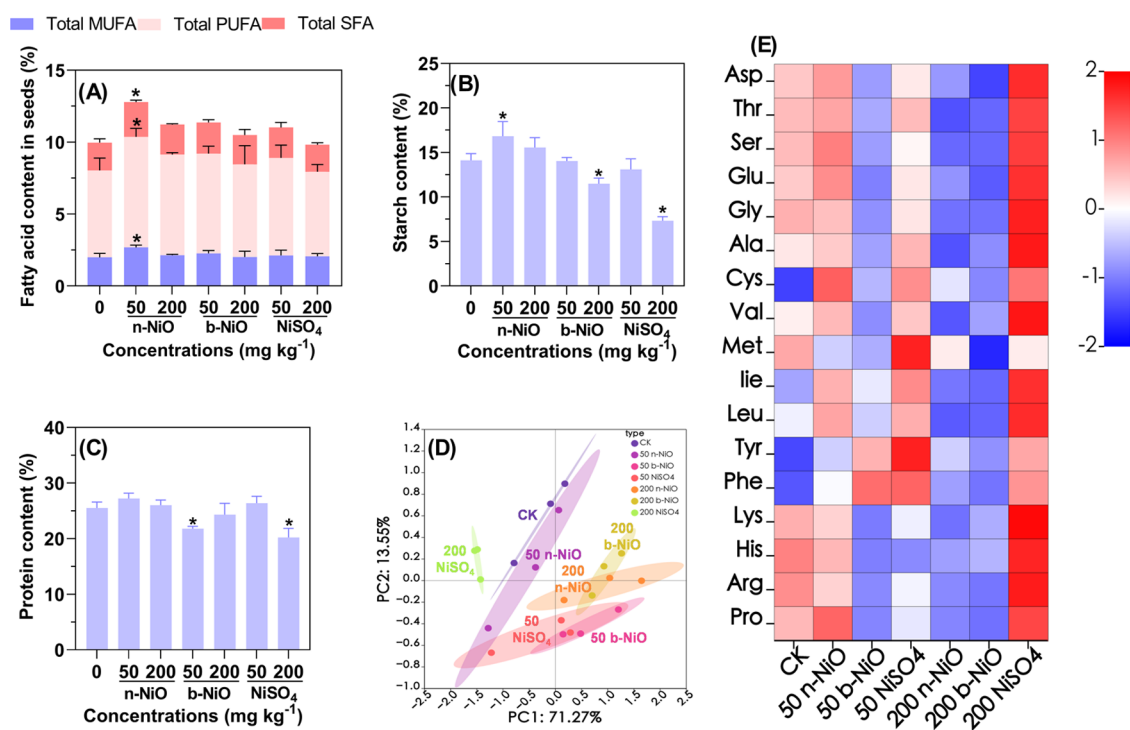 Total MUFA Total PUFA Total SFA
(A)
Fatty acid content in seeds (%)
15
10
5
0
* * *
0 50 200 50 200 50 200
n-NiO b-NiO NiSO4
Concentrations (mg kg-1)
(B)
Starch content (%)
25
20
15
10
5
0
* * *
0 50 200 50 200 50 200
n-NiO b-NiO NiSO4
Concentrations (mg kg-1)
(C)
Protein content (%)
40
30
20
10
0
* *
0 50 200 50 200 50 200
n-NiO b-NiO NiSO4
Concentrations (mg kg-1)
(D)
PC2: 13.55%
1.4
1.2
1.0
0.8
0.6
0.4
0.2
0.0
-0.2
-0.4
-0.6
-0.8
-1.0
type
CK
50 n-NiO
50 b-NiO
50 NiSO4
200 n-NiO
200 b-NiO
200 NiSO4
CK
200
b-NiO
200
NiSO4
50 n-NiO
200
n-NiO
50
NiSO4
50 b-NiO
-2.5 -2.0 -1.5 -1.0 -0.5 0.0 0.5 1.0 1.5 2.0 2.5
PC1: 71.27%
(E)
Asp
Thr
Ser
Glu
Gly
Ala
Cys
Val
Met
Iie
Leu
Tyr
Phe
Lys
His
Arg
Pro
CK 50 n-NiO 50 b-NiO 50 NiSO4 200 n-NiO 200 b-NiO 200 NiSO4
2
1
0
-1
-2